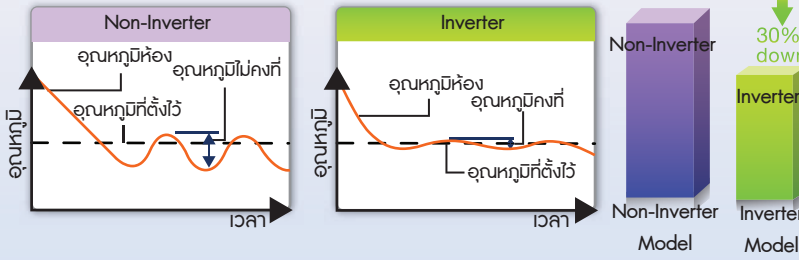 Non-Inverter
อุณหภูมิห้อง
อุณหภูมิไม่คงที่
อุณหภูมิที่ตั้งไว้
อุณหภูมิ
เวลา
Inverter
อุณหภูมิห้อง
อุณหภูมิคงที่
อุณหภูมิที่ตั้งไว้
อุณหภูมิ
เวลา
Non-Inverter
Non-Inverter
Model
30%
down
Inverter
Inverter
Model